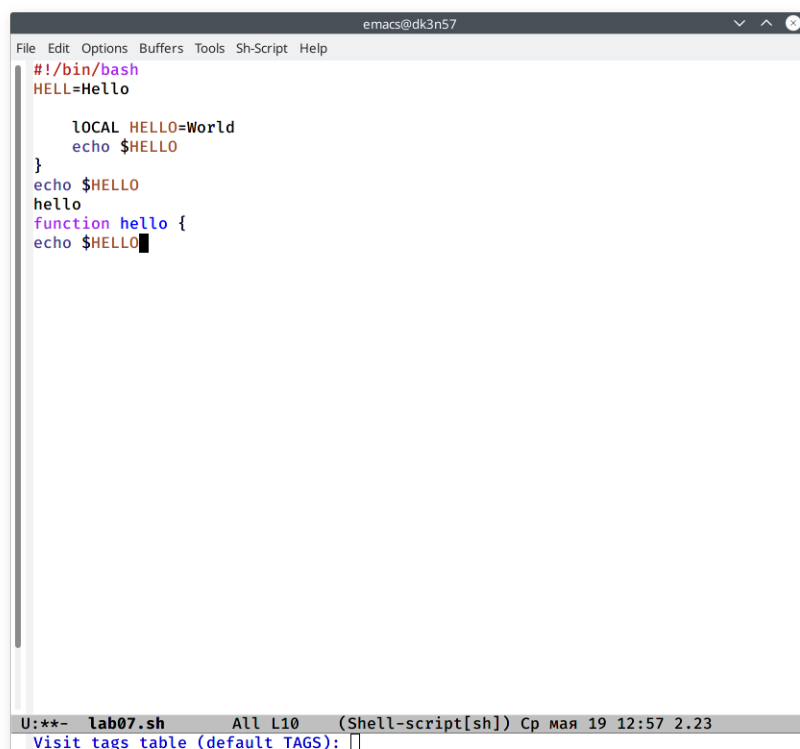 emacs@dk3n57
File Edit Options Buffers Tools Sh-Script Help
#!/bin/bash
HELL=Hello
    lOCAL HELLO=World
    echo $HELLO
}
echo $HELLO
hello
function hello {
echo $HELLO
U:**-  lab07.sh       All L10    (Shell-script[sh]) Ср мая 19 12:57 2.23
Visit tags table (default TAGS):